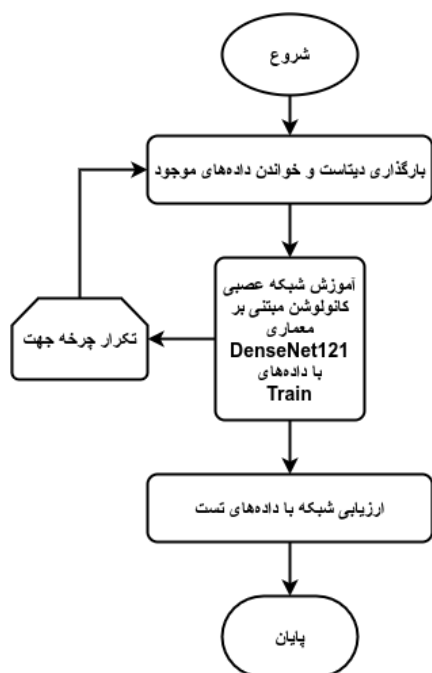 شروع
بارگذاری دیتاست و خواندن داده‌های موجود
آموزش شبکه عصبی
کانولوشن مبتنی بر
معماری
DenseNet121
با داده‌های
Train
تکرار چرخه جهت
ارزیابی شبکه با داده‌های تست
پایان